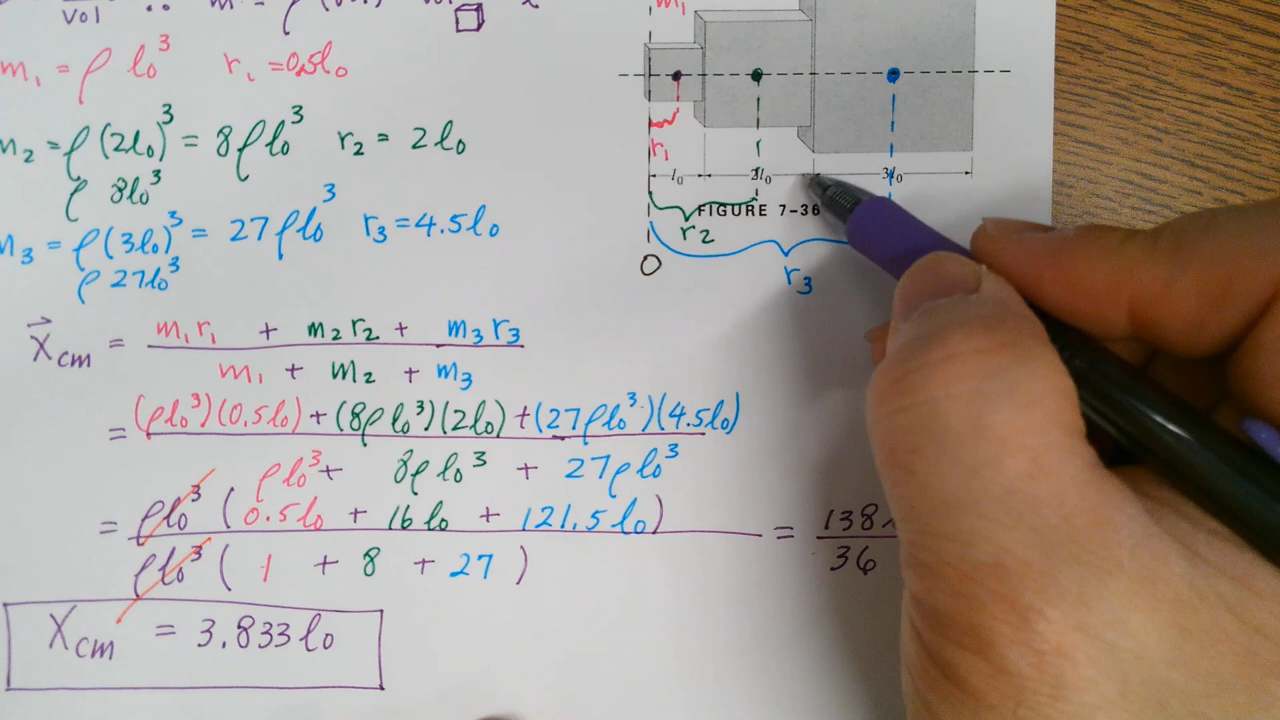 vol ∴ m = ρ
m₁ = ρ l₀³ r₁ = 0.5l₀
m₂ = ρ(2l₀)³ = 8ρl₀³ r₂ = 2l₀
ρ 8l₀³
m₃ = ρ(3l₀)³ = 27ρl₀³ r₃ = 4.5l₀
ρ 27l₀³
m₁
r₁ r
l₀ 2l₀ 3l₀
FIGURE 7–36
r₂
O r₃
x⃗cm = m₁r₁ + m₂r₂ + m₃r₃
m₁ + m₂ + m₃
= (ρl₀³)(0.5l₀) + (8ρl₀³)(2l₀) + (27ρl₀³)(4.5l₀)
ρl₀³ + 8ρl₀³ + 27ρl₀³
= ρl₀³ (0.5l₀ + 16l₀ + 121.5l₀) = 138
ρl₀³ (1 + 8 + 27) 36
Xcm = 3.833l₀